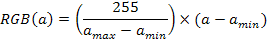 RGB(a) = (255 / (a_max − a_min)) × (a − a_min)